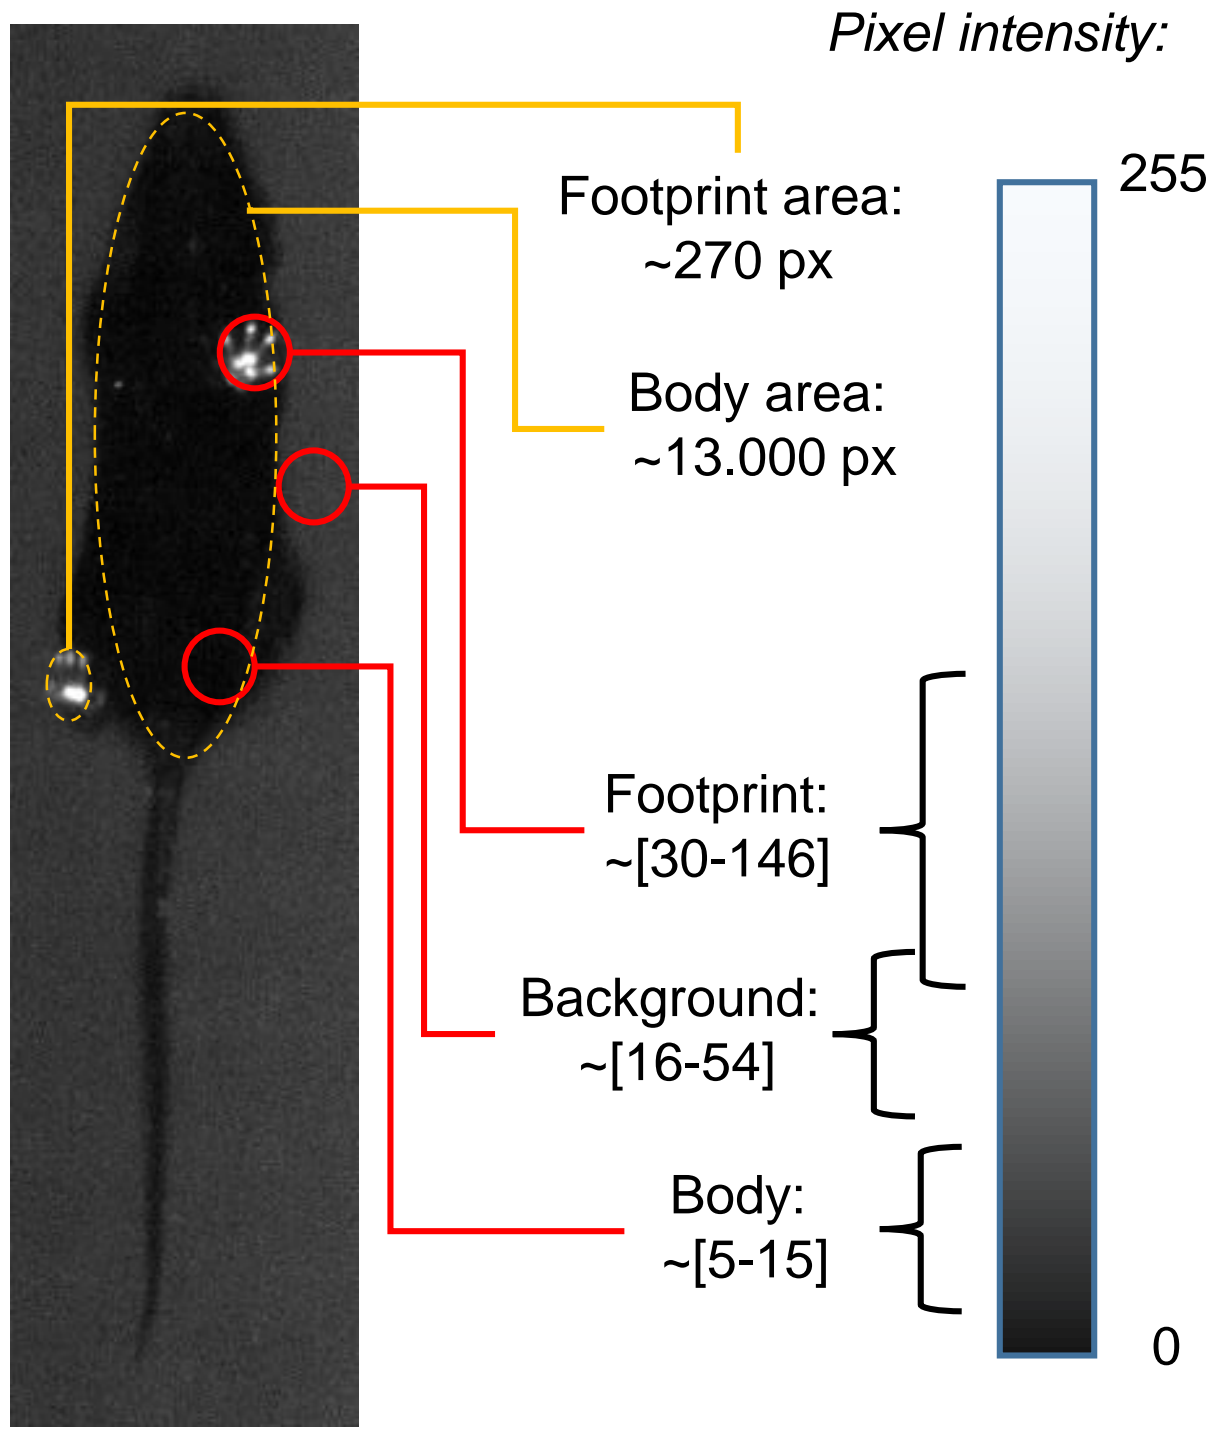 Pixel intensity:
255
Footprint area:
~270 px
Body area:
~13.000 px
Footprint:
~[30-146]
Background:
~[16-54]
Body:
~[5-15]
0